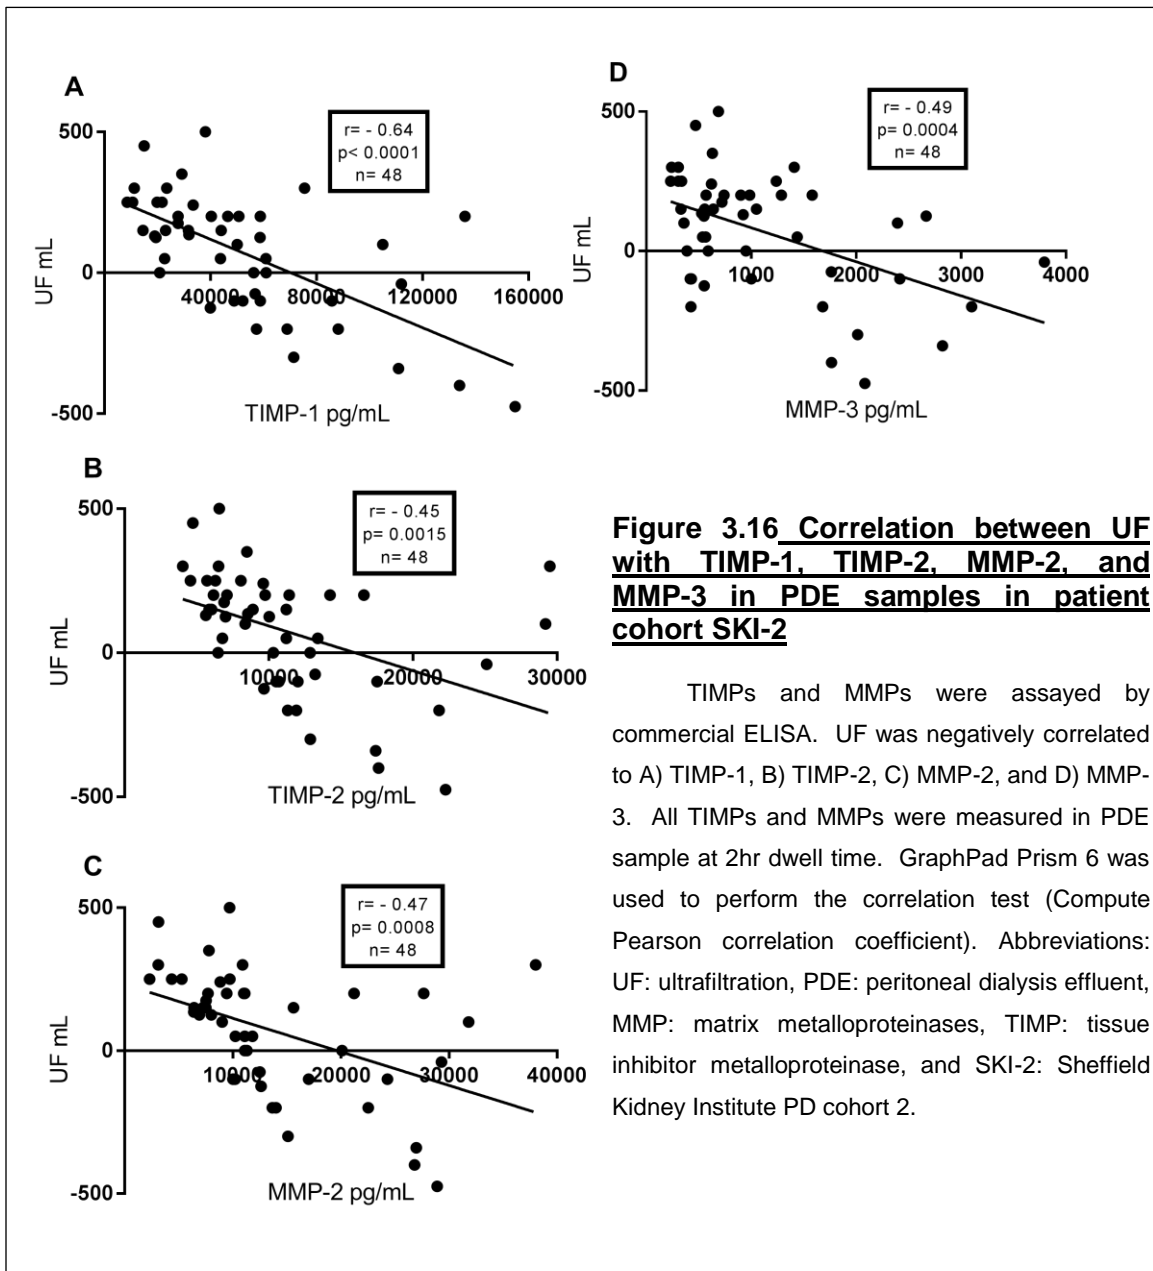 A
500
0
-500
UF mL
40000
80000
120000
160000
TIMP-1 pg/mL
r= - 0.64
p< 0.0001
n= 48
D
500
0
-500
UF mL
1000
2000
3000
4000
MMP-3 pg/mL
r= - 0.49
p= 0.0004
n= 48
B
500
0
-500
UF mL
10000
20000
30000
TIMP-2 pg/mL
r= - 0.45
p= 0.0015
n= 48
C
500
0
-500
UF mL
10000
20000
30000
40000
MMP-2 pg/mL
r= - 0.47
p= 0.0008
n= 48
Figure 3.16 Correlation between UF
with TIMP-1, TIMP-2, MMP-2, and
MMP-3 in PDE samples in patient
cohort SKI-2
TIMPs and MMPs were assayed by
commercial ELISA. UF was negatively correlated
to A) TIMP-1, B) TIMP-2, C) MMP-2, and D) MMP-
3. All TIMPs and MMPs were measured in PDE
sample at 2hr dwell time. GraphPad Prism 6 was
used to perform the correlation test (Compute
Pearson correlation coefficient). Abbreviations:
UF: ultrafiltration, PDE: peritoneal dialysis effluent,
MMP: matrix metalloproteinases, TIMP: tissue
inhibitor metalloproteinase, and SKI-2: Sheffield
Kidney Institute PD cohort 2.